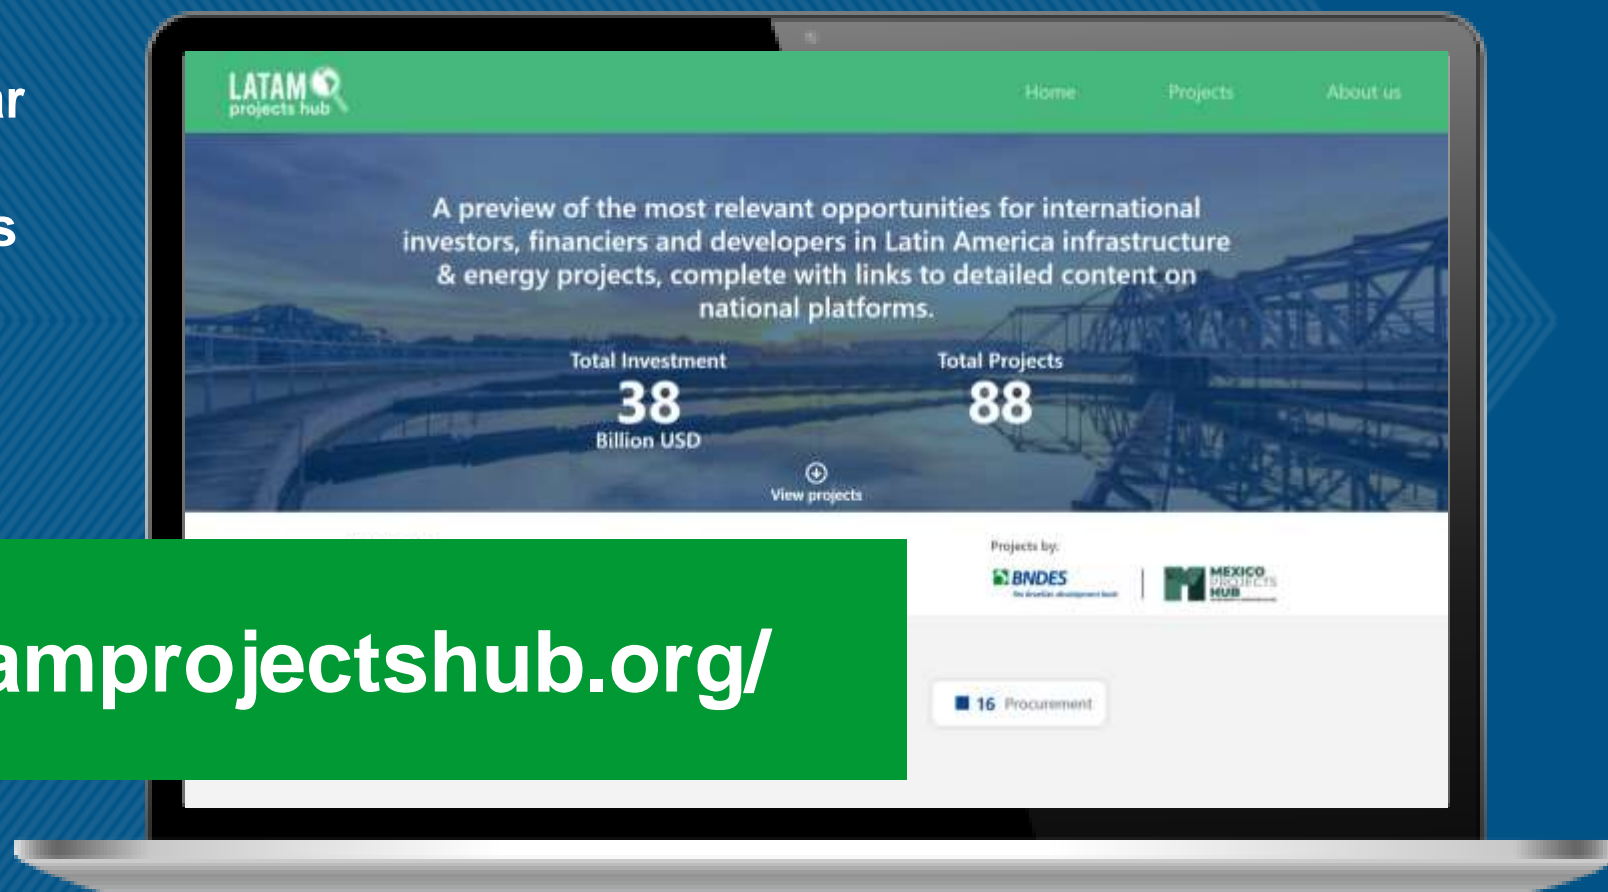 ar
s
LATAM
projects hub
Home
Projects
About us
A preview of the most relevant opportunities for international
investors, financiers and developers in Latin America infrastructure
& energy projects, complete with links to detailed content on
national platforms.
Total Investment
38
Billion USD
Total Projects
88
View projects
Projects by:
BNDES
MEXICO
PROJECTS
HUB
amprojectshub.org/
16 Procurement